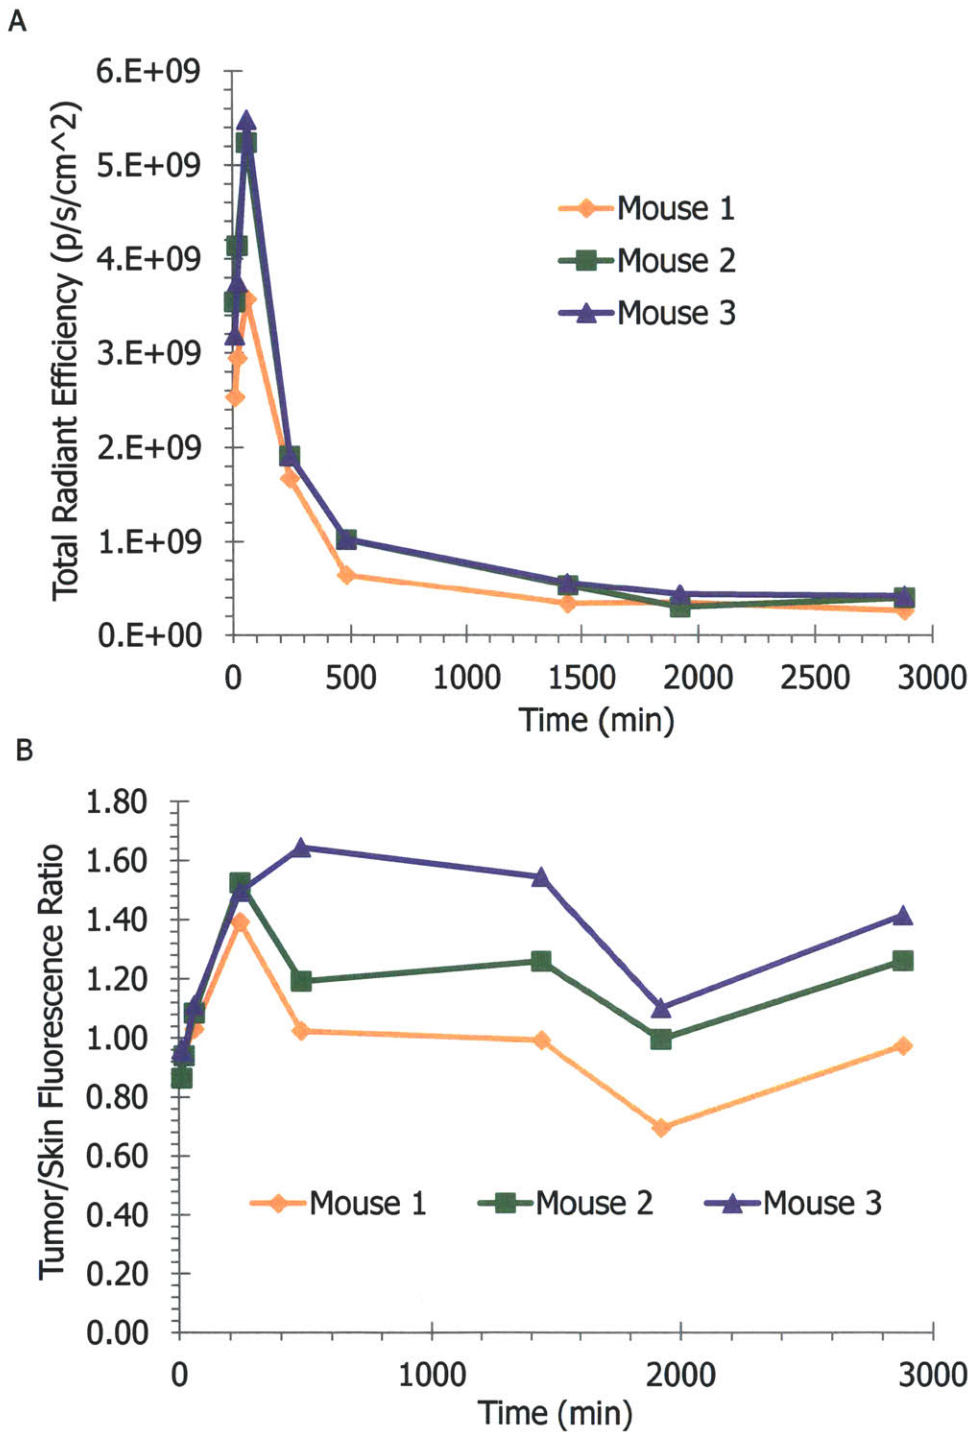 A
Total Radiant Efficiency (p/s/cm^2)
6.E+09
5.E+09
4.E+09
3.E+09
2.E+09
1.E+09
0.E+00
Mouse 1
Mouse 2
Mouse 3
0 500 1000 1500 2000 2500 3000
Time (min)
B
Tumor/Skin Fluorescence Ratio
1.80
1.60
1.40
1.20
1.00
0.80
0.60
0.40
0.20
0.00
Mouse 1 Mouse 2 Mouse 3
0 1000 2000 3000
Time (min)